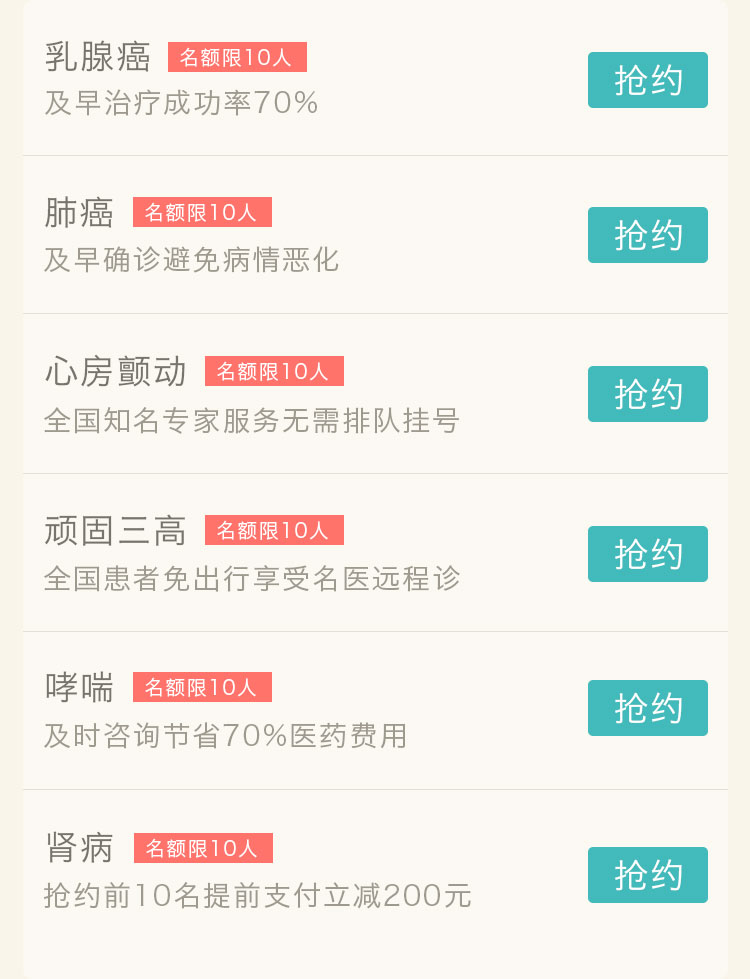 乳腺癌 名额限10人
及早治疗成功率70%
抢约
肺癌 名额限10人
及早确诊避免病情恶化
抢约
心房颤动 名额限10人
全国知名专家服务无需排队挂号
抢约
顽固三高 名额限10人
全国患者免出行享受名医远程诊
抢约
哮喘 名额限10人
及时咨询节省70%医药费用
抢约
肾病 名额限10人
抢约前10名提前支付立减200元
抢约